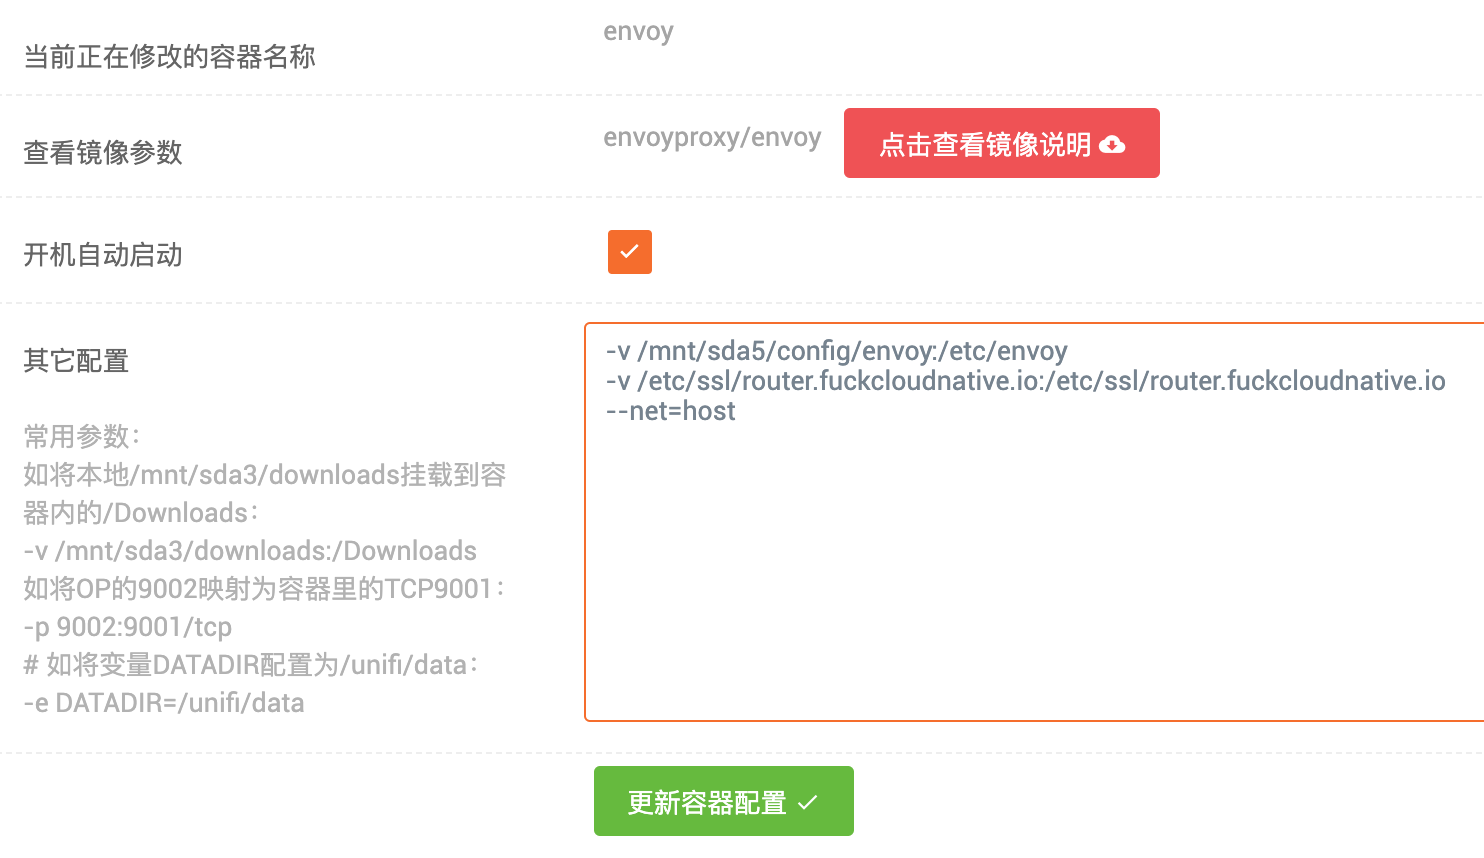 当前正在修改的容器名称
envoy
查看镜像参数
envoyproxy/envoy
点击查看镜像说明
开机自动启动
其它配置
常用参数：
如将本地/mnt/sda3/downloads挂载到容
器内的/Downloads：
-v /mnt/sda3/downloads:/Downloads
如将OP的9002映射为容器里的TCP9001：
-p 9002:9001/tcp
# 如将变量DATADIR配置为/unifi/data：
-e DATADIR=/unifi/data
-v /mnt/sda5/config/envoy:/etc/envoy
-v /etc/ssl/router.fuckcloudnative.io:/etc/ssl/router.fuckcloudnative.io
--net=host
更新容器配置